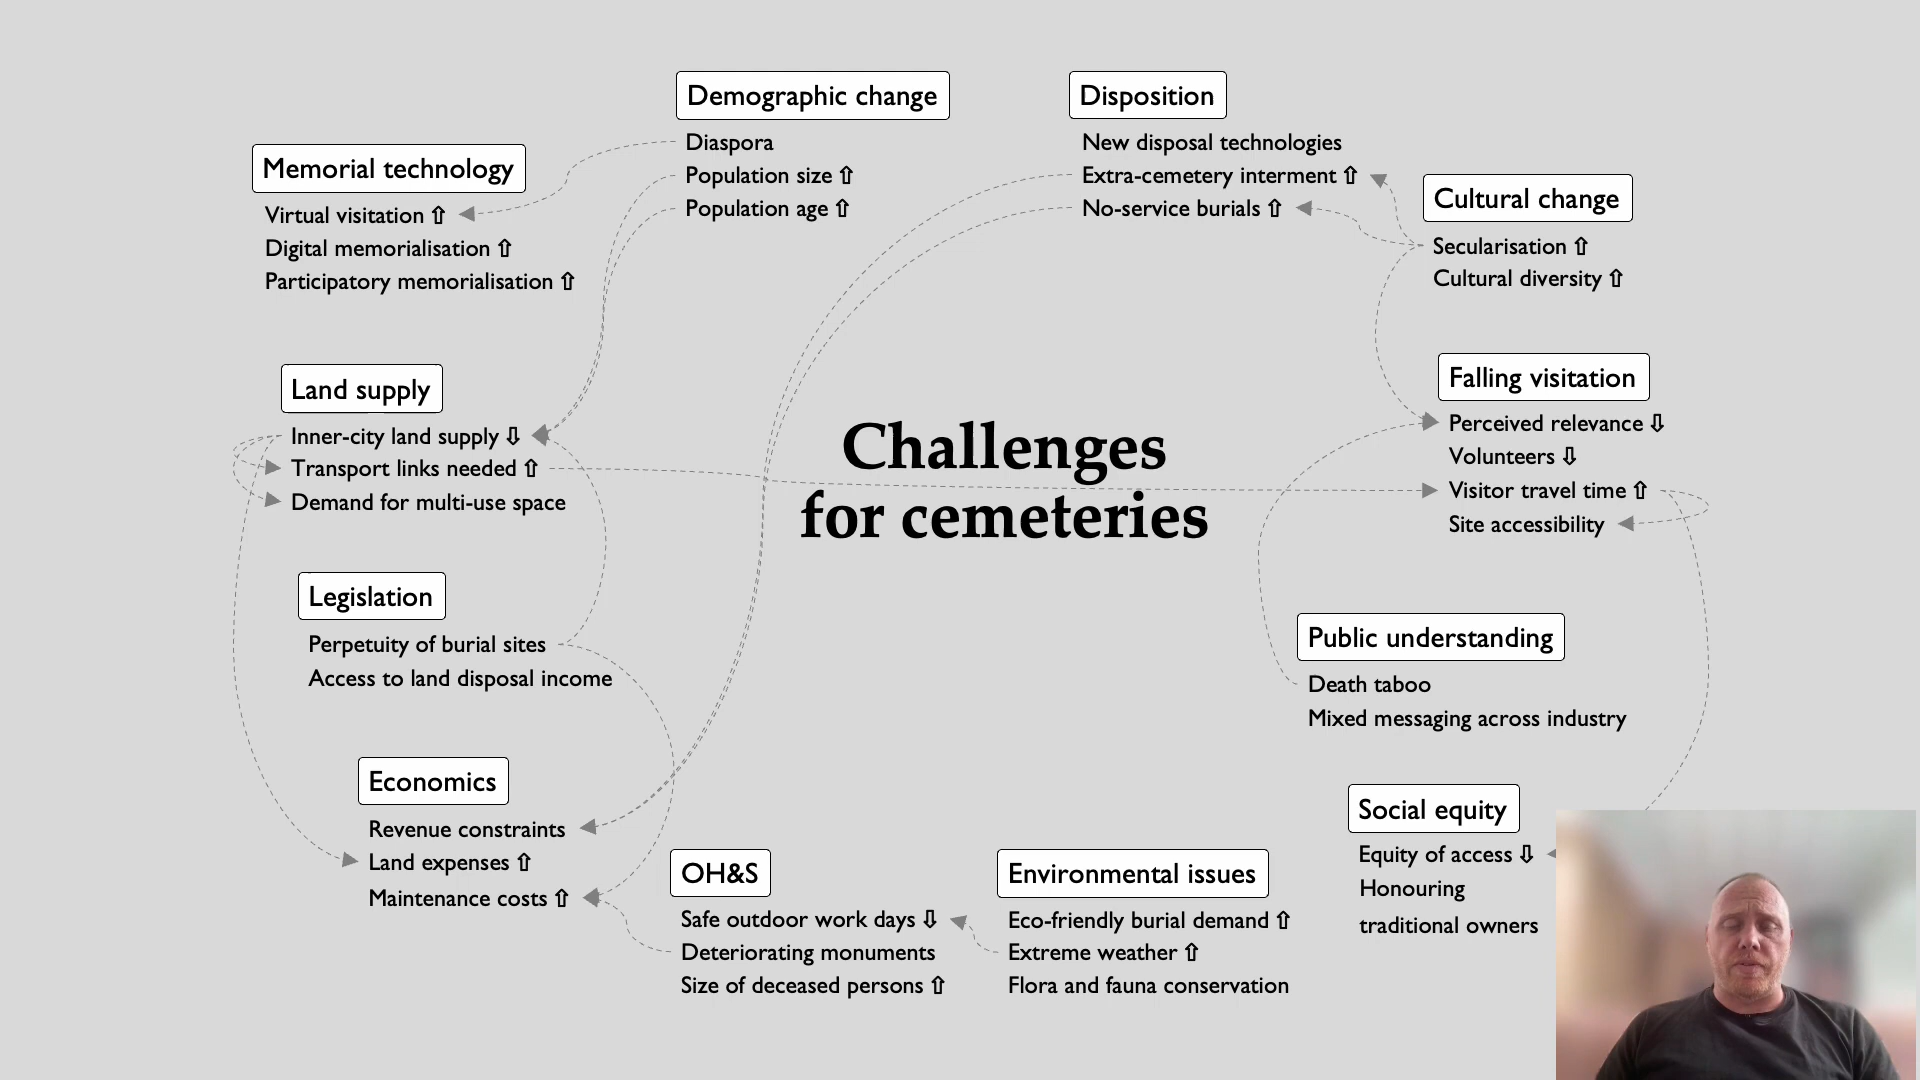 Demographic change
Diaspora
Population size ⇧
Population age ⇧
Disposition
New disposal technologies
Extra-cemetery interment ⇧
No-service burials ⇧
Memorial technology
Virtual visitation ⇧
Digital memorialisation ⇧
Participatory memorialisation ⇧
Cultural change
Secularisation ⇧
Cultural diversity ⇧
Land supply
Inner-city land supply ⇩
Transport links needed ⇧
Demand for multi-use space
Challenges
for cemeteries
Falling visitation
Perceived relevance ⇩
Volunteers ⇩
Visitor travel time ⇧
Site accessibility
Legislation
Perpetuity of burial sites
Access to land disposal income
Public understanding
Death taboo
Mixed messaging across industry
Economics
Revenue constraints
Land expenses ⇧
Maintenance costs ⇧
OH&S
Safe outdoor work days ⇩
Deteriorating monuments
Size of deceased persons ⇧
Environmental issues
Eco-friendly burial demand ⇧
Extreme weather ⇧
Flora and fauna conservation
Social equity
Equity of access ⇩
Honouring
traditional owners